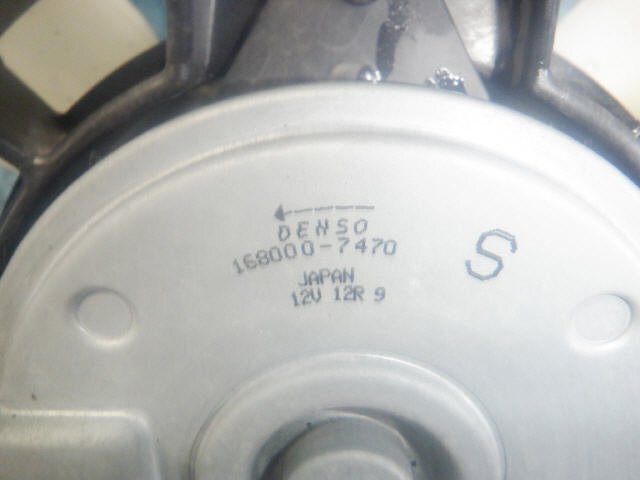 DENSO
168000-7470
S
JAPAN
12V 12R 9